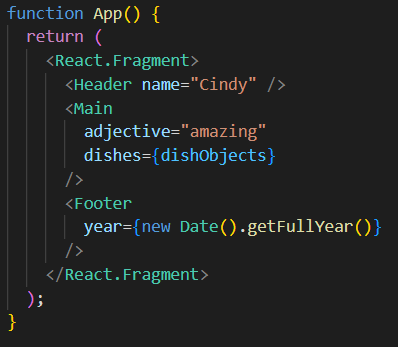 function App() {
  return (
    <React.Fragment>
      <Header name="Cindy" />
      <Main
        adjective="amazing"
        dishes={dishObjects}
      />
      <Footer
        year={new Date().getFullYear()}
      />
    </React.Fragment>
  );
}